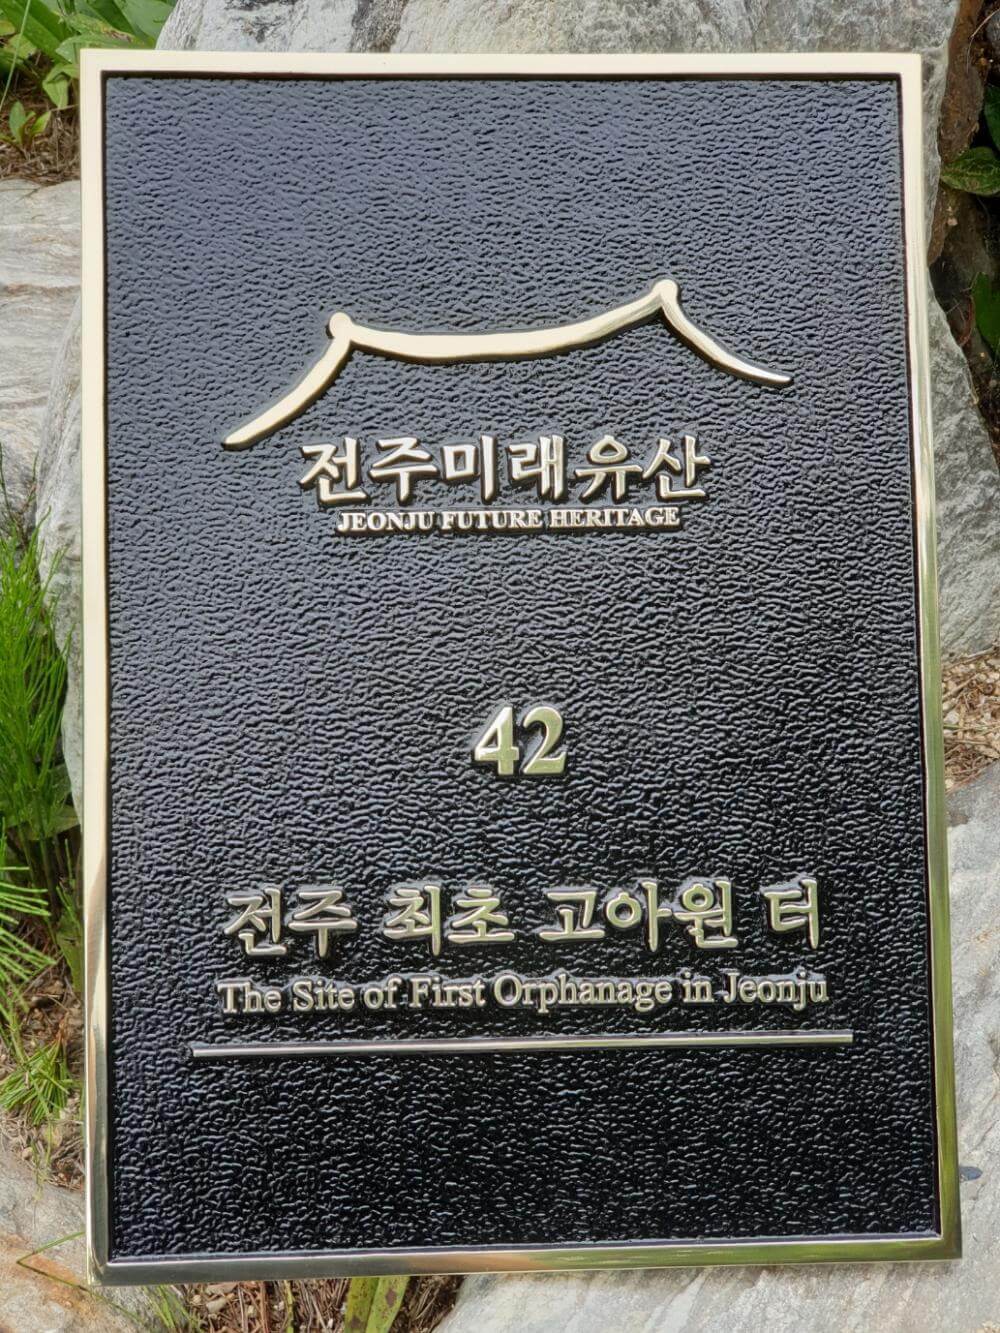 전주미래유산
JEONJU FUTURE HERITAGE
42
전주 최초 고아원 터
The Site of First Orphanage in Jeonju